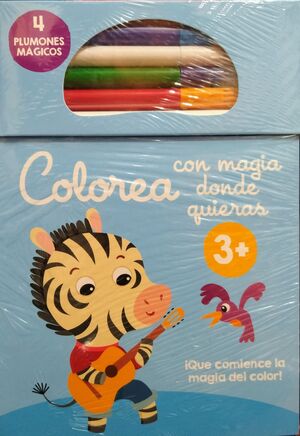 4
PLUMONES
MÁGICOS
Colorea con magia
donde
quieras
3+
¡Que comience la
magia del color!